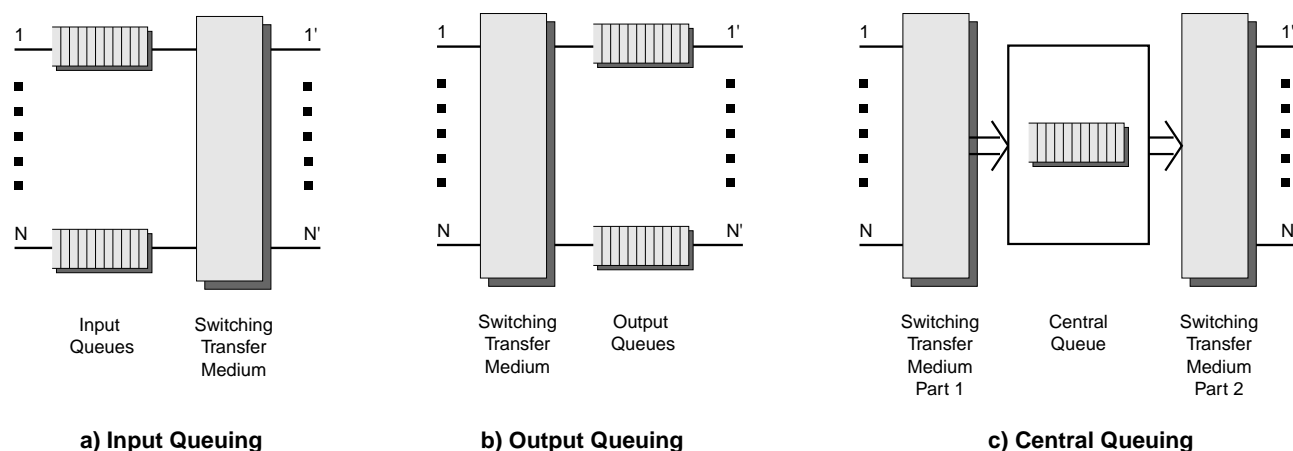 1
1'
N
N'
Input
Queues
Switching
Transfer
Medium
a) Input Queuing
1
1'
N
N'
Switching
Transfer
Medium
Output
Queues
b) Output Queuing
1
1'
N
N'
Switching
Transfer
Medium
Part 1
Central
Queue
Switching
Transfer
Medium
Part 2
c) Central Queuing